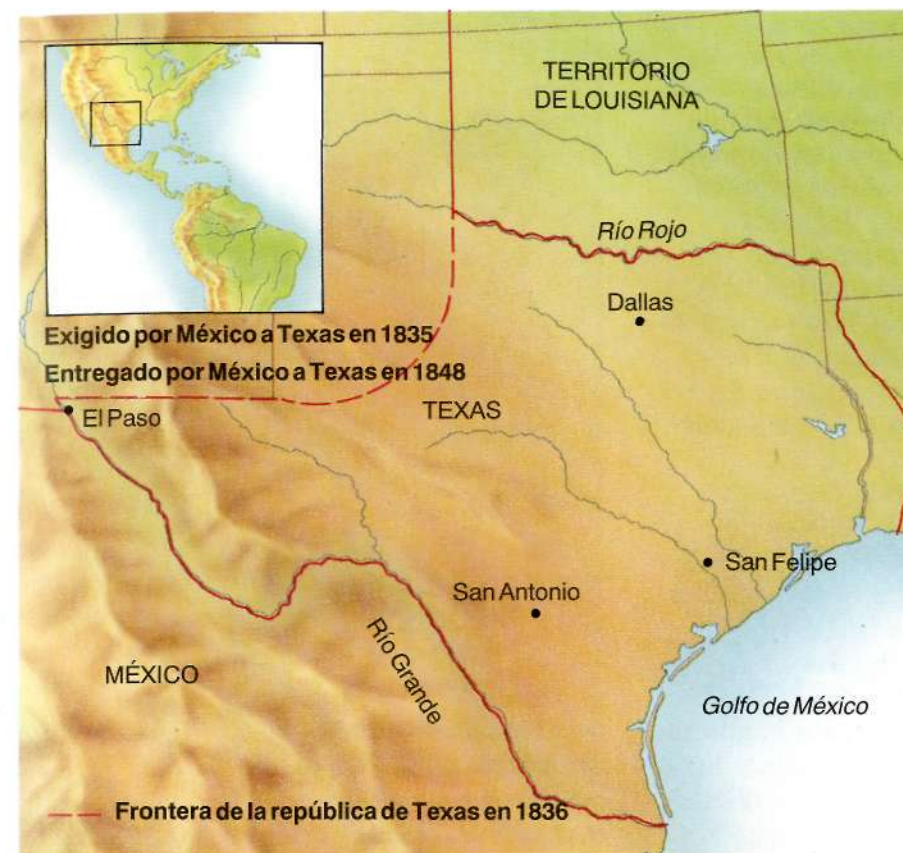 TERRITORIO
DE LOUISIANA
Río Rojo
Dallas
Exigido por México a Texas en 1835
Entregado por México a Texas en 1848
TEXAS
El Paso
San Felipe
San Antonio
Río Grande
MÉXICO
Golfo de México
Frontera de la república de Texas en 1836